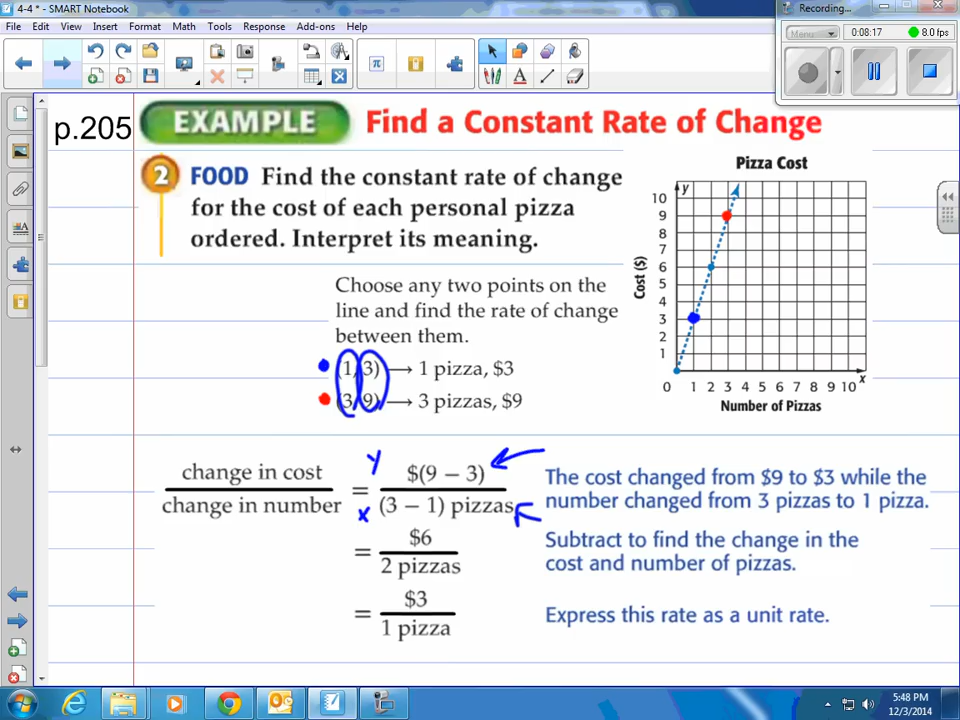 4-4 * - SMART Notebook
Recording...
File Edit View Insert Format Math Tools Response Add-ons Help
Menu 00:08:17 8.0 fps
p.205 EXAMPLE Find a Constant Rate of Change
2 FOOD Find the constant rate of change
for the cost of each personal pizza
ordered. Interpret its meaning.
Choose any two points on the
line and find the rate of change
between them.
(1, 3) → 1 pizza, $3
(3, 9) → 3 pizzas, $9
Pizza Cost
y
10
9
8
7
6
5
4
3
2
1
0 1 2 3 4 5 6 7 8 9 10 x
Cost ($)
Number of Pizzas
change in cost
change in number
= y $(9 − 3)
x (3 − 1) pizzas
The cost changed from $9 to $3 while the
number changed from 3 pizzas to 1 pizza.
= $6
2 pizzas
Subtract to find the change in the
cost and number of pizzas.
= $3
1 pizza
Express this rate as a unit rate.
5:48 PM
12/3/2014